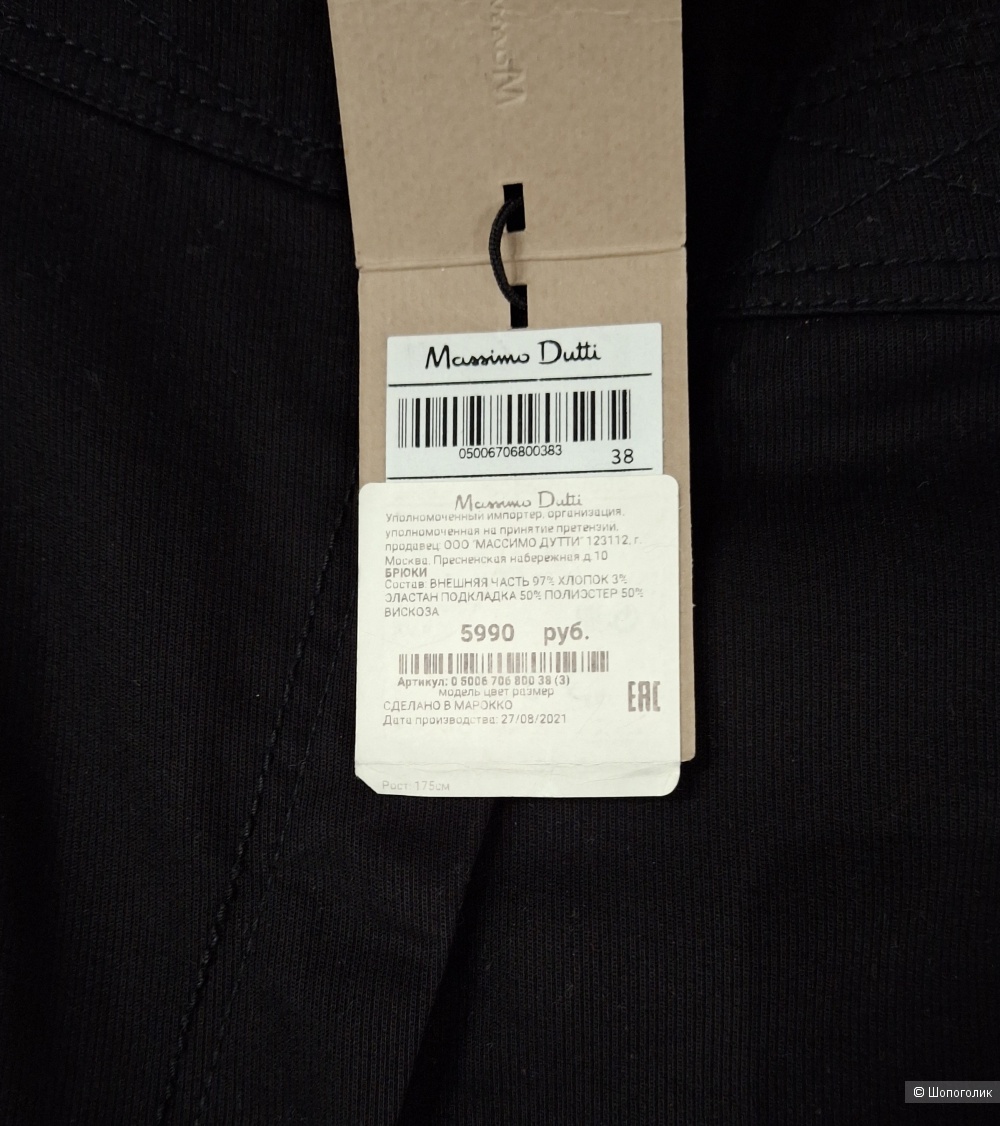 Massimo Dutti
05006706800383
38
Massimo Dutti
Уполномоченный импортер, организация,
уполномоченная на принятие претензии,
продавец: ООО "МАССИМО ДУТТИ" 123112, г.
Москва, Пресненская набережная д.10
БРЮКИ
Состав: ВНЕШНЯЯ ЧАСТЬ 97% ХЛОПОК 3%
ЭЛАСТАН ПОДКЛАДКА 50% ПОЛИЭСТЕР 50%
ВИСКОЗА
5990 руб.
Артикул: 0 5006 706 800 38 (3)
модель цвет размер
СДЕЛАНО В МАРОККО
EAC
Дата производства: 27/08/2021
Рост: 175см
© Шопоголик